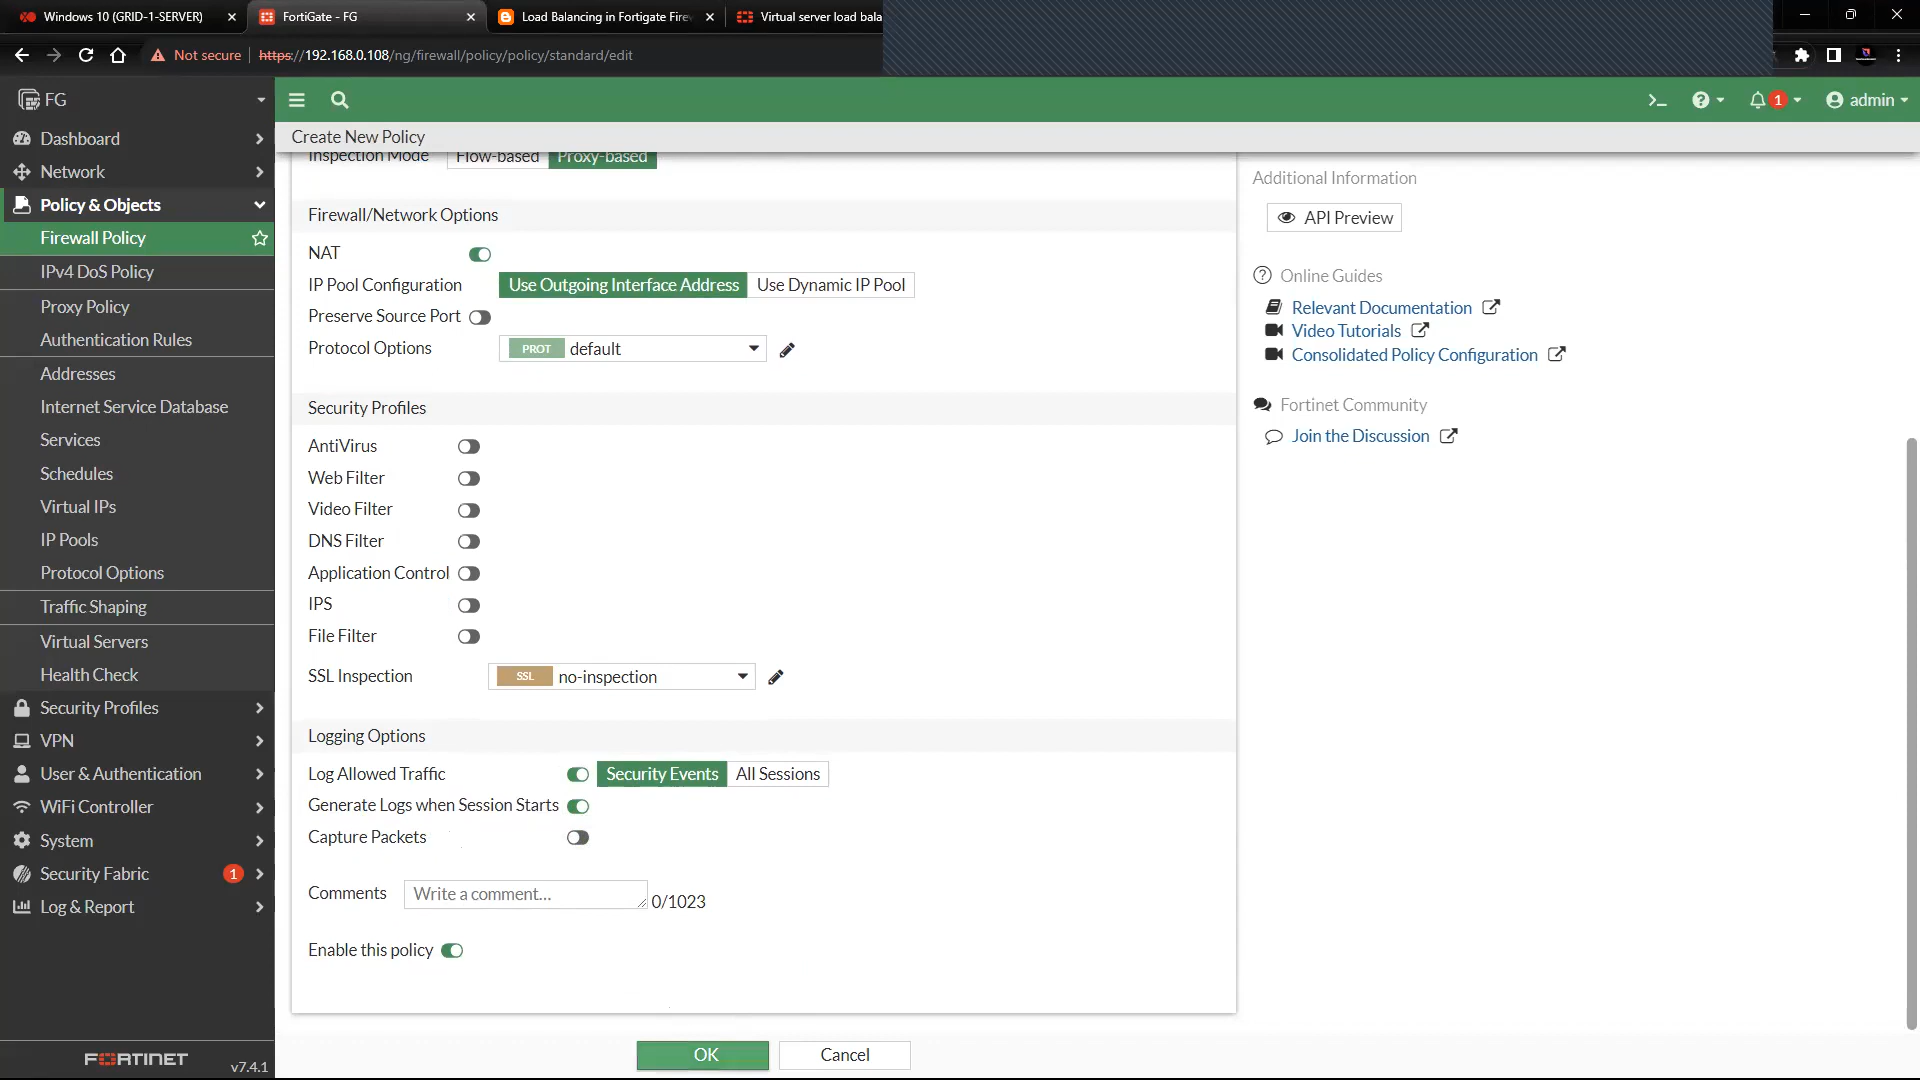 Windows 10 (GRID-1-SERVER)
FortiGate - FG
Load Balancing in Fortigate Fire
Virtual server load bala
Not secure
https://192.168.0.108/ng/firewall/policy/policy/standard/edit
FG
1
admin
Create New Policy
Dashboard
Network
Policy & Objects
Firewall Policy
IPv4 DoS Policy
Proxy Policy
Authentication Rules
Addresses
Internet Service Database
Services
Schedules
Virtual IPs
IP Pools
Protocol Options
Traffic Shaping
Virtual Servers
Health Check
Security Profiles
VPN
User & Authentication
WiFi Controller
System
Security Fabric 1
Log & Report
FORTINET v7.4.1
Inspection Mode Flow-based Proxy-based
Firewall/Network Options
NAT
IP Pool Configuration Use Outgoing Interface Address Use Dynamic IP Pool
Preserve Source Port
Protocol Options PROT default
Security Profiles
AntiVirus
Web Filter
Video Filter
DNS Filter
Application Control
IPS
File Filter
SSL Inspection SSL no-inspection
Logging Options
Log Allowed Traffic Security Events All Sessions
Generate Logs when Session Starts
Capture Packets
Comments Write a comment... 0/1023
Enable this policy
OK Cancel
Additional Information
API Preview
Online Guides
Relevant Documentation
Video Tutorials
Consolidated Policy Configuration
Fortinet Community
Join the Discussion